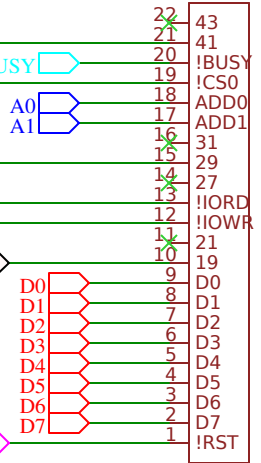 22 43
21 41
USY 20 !BUSY
19 !CS0
A0 18 ADD0
A1 17 ADD1
16 31
15 29
14 27
13 !IORD
12 !IOWR
11 21
10 19
D0 9 D0
D1 8 D1
D2 7 D2
D3 6 D3
D4 5 D4
D5 4 D5
D6 3 D6
D7 2 D7
1 !RST